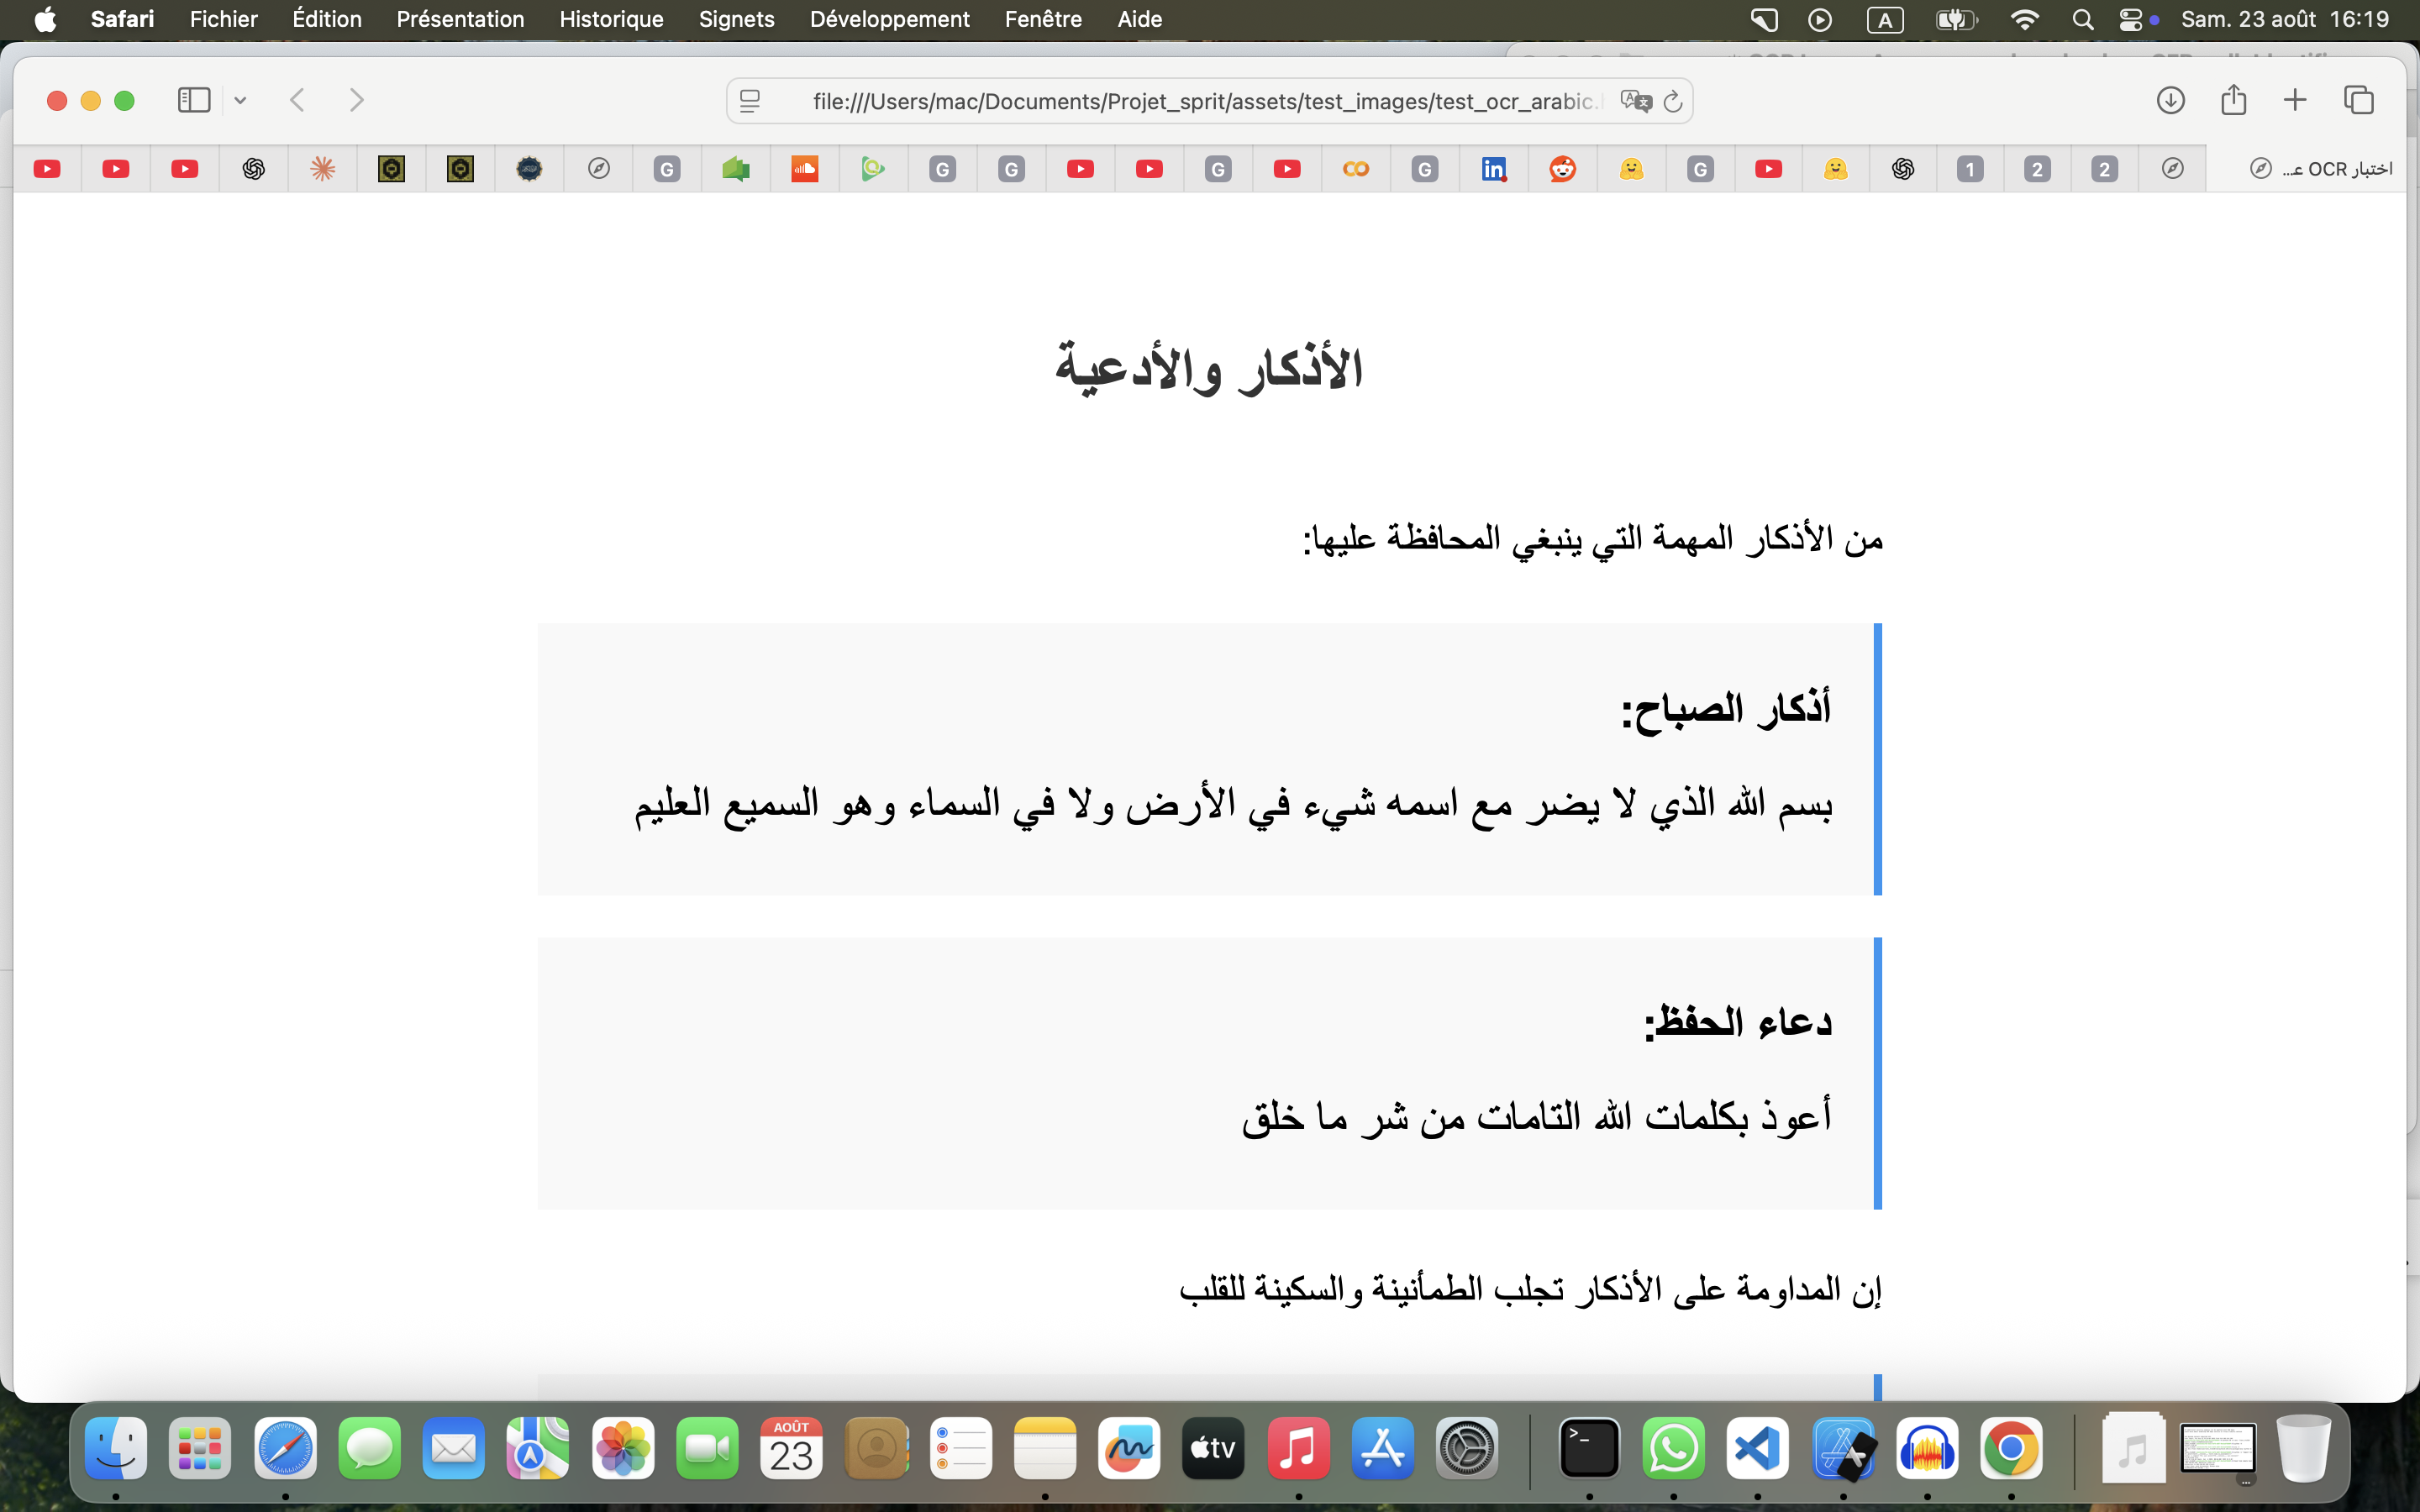 Safari Fichier Édition Présentation Historique Signets Développement Fenêtre Aide A Sam. 23 août 16:19
file:///Users/mac/Documents/Projet_sprit/assets/test_images/test_ocr_arabic.
G G G G G in G 1 2 2 اختبار OCR عـ...
الأذكار والأدعية
من الأذكار المهمة التي ينبغي المحافظة عليها:
أذكار الصباح:
بسم الله الذي لا يضر مع اسمه شيء في الأرض ولا في السماء وهو السميع العليم
دعاء الحفظ:
أعوذ بكلمات الله التامات من شر ما خلق
إن المداومة على الأذكار تجلب الطمأنينة والسكينة للقلب
AOÛT
23
tv